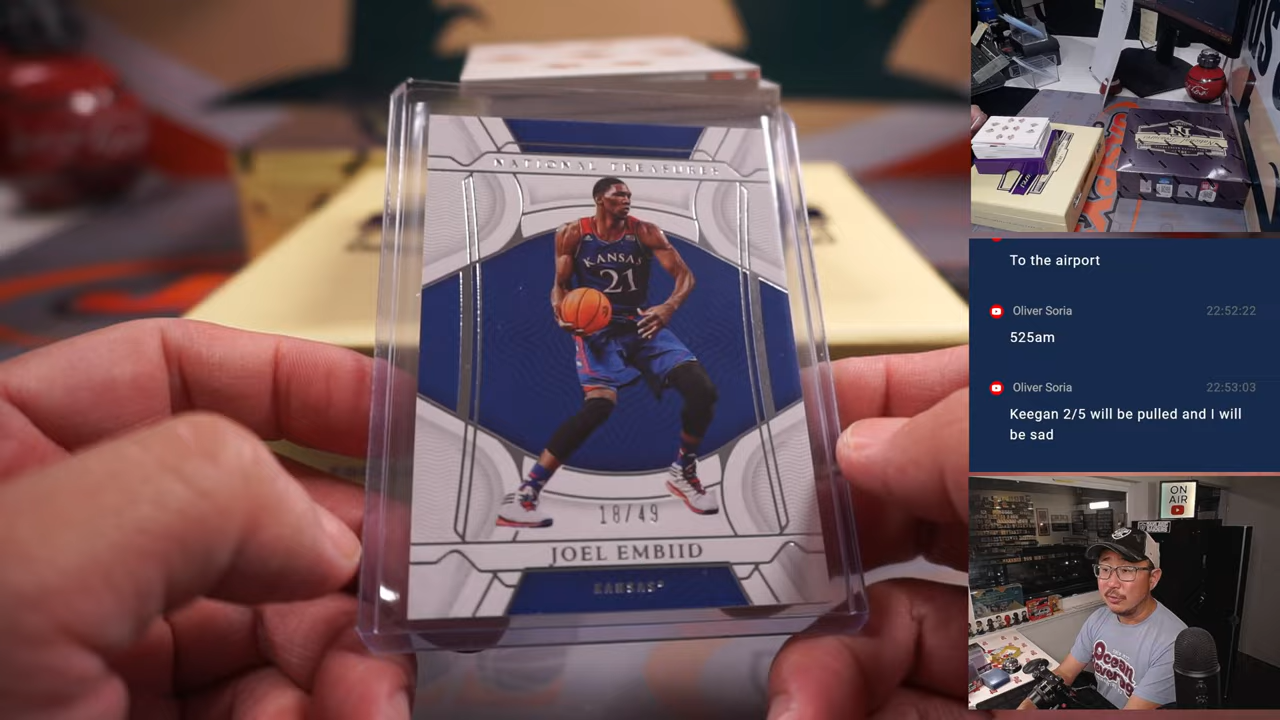 NATIONAL TREASURES
KANSAS
21
18/49
JOEL EMBIID
KANSAS
To the airport
Oliver Soria 22:52:22
525am
Oliver Soria 22:53:03
Keegan 2/5 will be pulled and I will
be sad
ON
AIR
Ocean